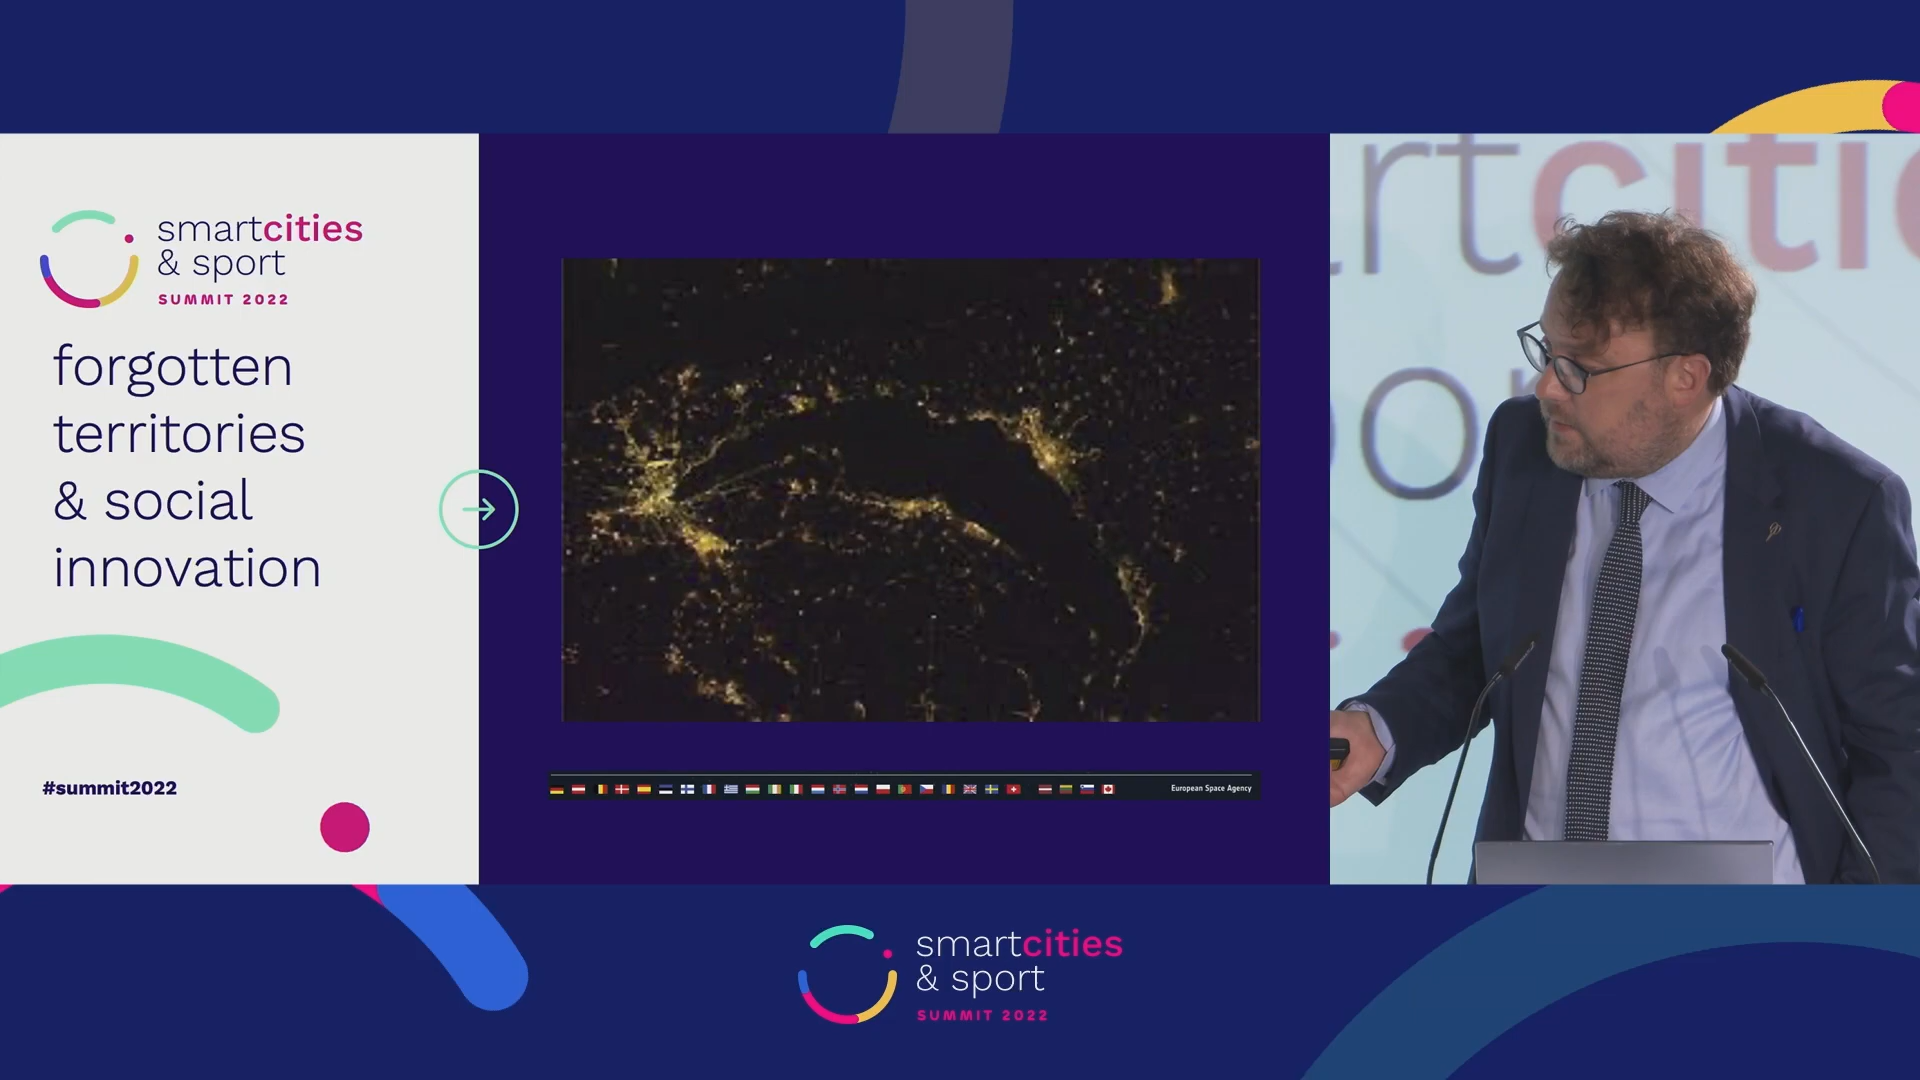 smartcities
& sport
SUMMIT 2022
forgotten
territories
& social
innovation
#summit2022
European Space Agency
smartcities
& sport
SUMMIT 2022